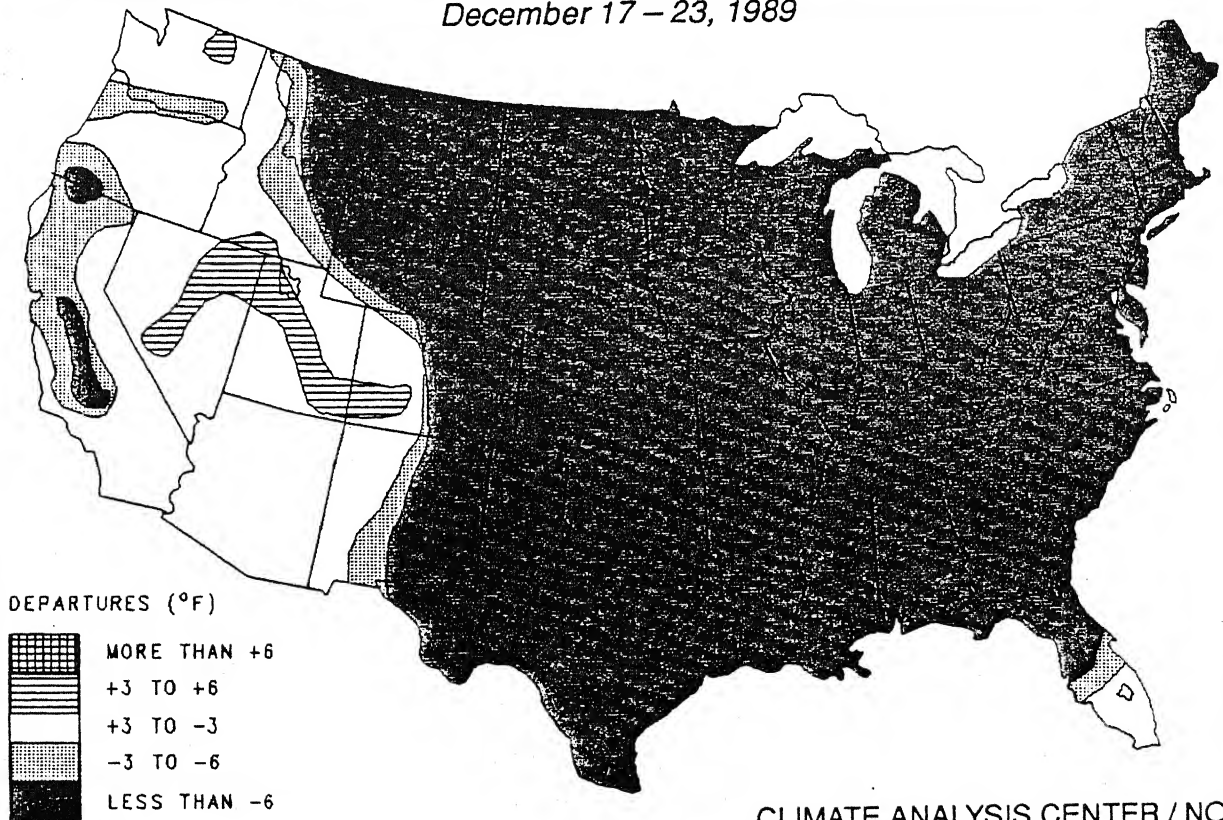 December 17 – 23, 1989
DEPARTURES (°F)
MORE THAN +6
+3 TO +6
+3 TO -3
-3 TO -6
LESS THAN -6
CLIMATE ANALYSIS CENTER / NO